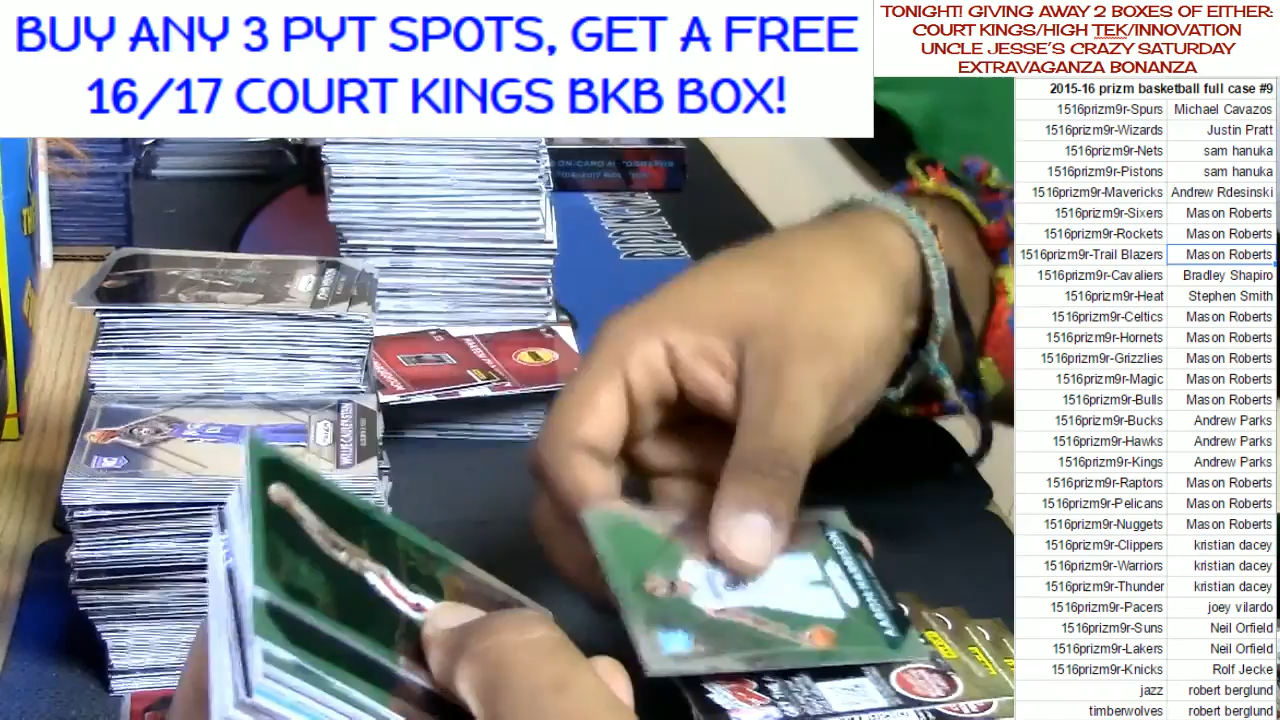 BUY ANY 3 PYT SPOTS, GET A FREE
16/17 COURT KINGS BKB BOX!
TONIGHT! GIVING AWAY 2 BOXES OF EITHER:
COURT KINGS/HIGH TEK/INNOVATION
UNCLE JESSE'S CRAZY SATURDAY
EXTRAVAGANZA BONANZA
2015-16 prizm basketball full case #9
1516prizm9r-Spurs Michael Cavazos
1516prizm9r-Wizards Justin Pratt
1516prizm9r-Nets sam hanuka
1516prizm9r-Pistons sam hanuka
1516prizm9r-Mavericks Andrew Rdesinski
1516prizm9r-Sixers Mason Roberts
1516prizm9r-Rockets Mason Roberts
1516prizm9r-Trail Blazers Mason Roberts
1516prizm9r-Cavaliers Bradley Shapiro
1516prizm9r-Heat Stephen Smith
1516prizm9r-Celtics Mason Roberts
1516prizm9r-Hornets Mason Roberts
1516prizm9r-Grizzlies Mason Roberts
1516prizm9r-Magic Mason Roberts
1516prizm9r-Bulls Mason Roberts
1516prizm9r-Bucks Andrew Parks
1516prizm9r-Hawks Andrew Parks
1516prizm9r-Kings Andrew Parks
1516prizm9r-Raptors Mason Roberts
1516prizm9r-Pelicans Mason Roberts
1516prizm9r-Nuggets Mason Roberts
1516prizm9r-Clippers kristian dacey
1516prizm9r-Warriors kristian dacey
1516prizm9r-Thunder kristian dacey
1516prizm9r-Pacers joey vilardo
1516prizm9r-Suns Neil Orfield
1516prizm9r-Lakers Neil Orfield
1516prizm9r-Knicks Rolf Jecke
jazz robert berglund
timberwolves robert berglund